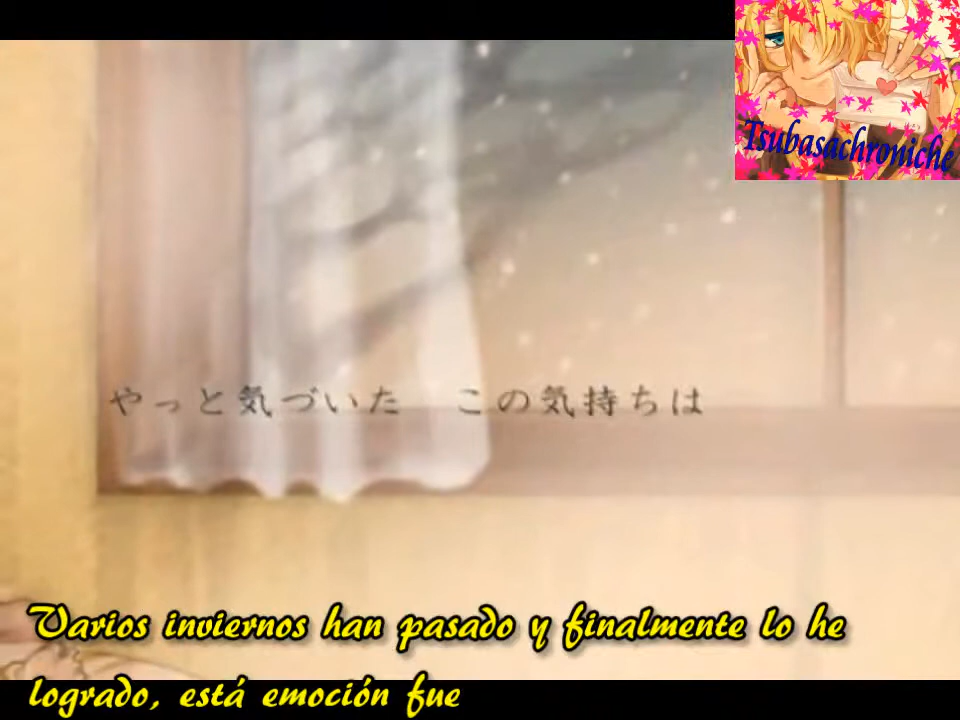 Tsubasachroniche
やっと気づいた　この気持ちは
Varios inviernos han pasado y finalmente lo he
logrado, está emoción fue